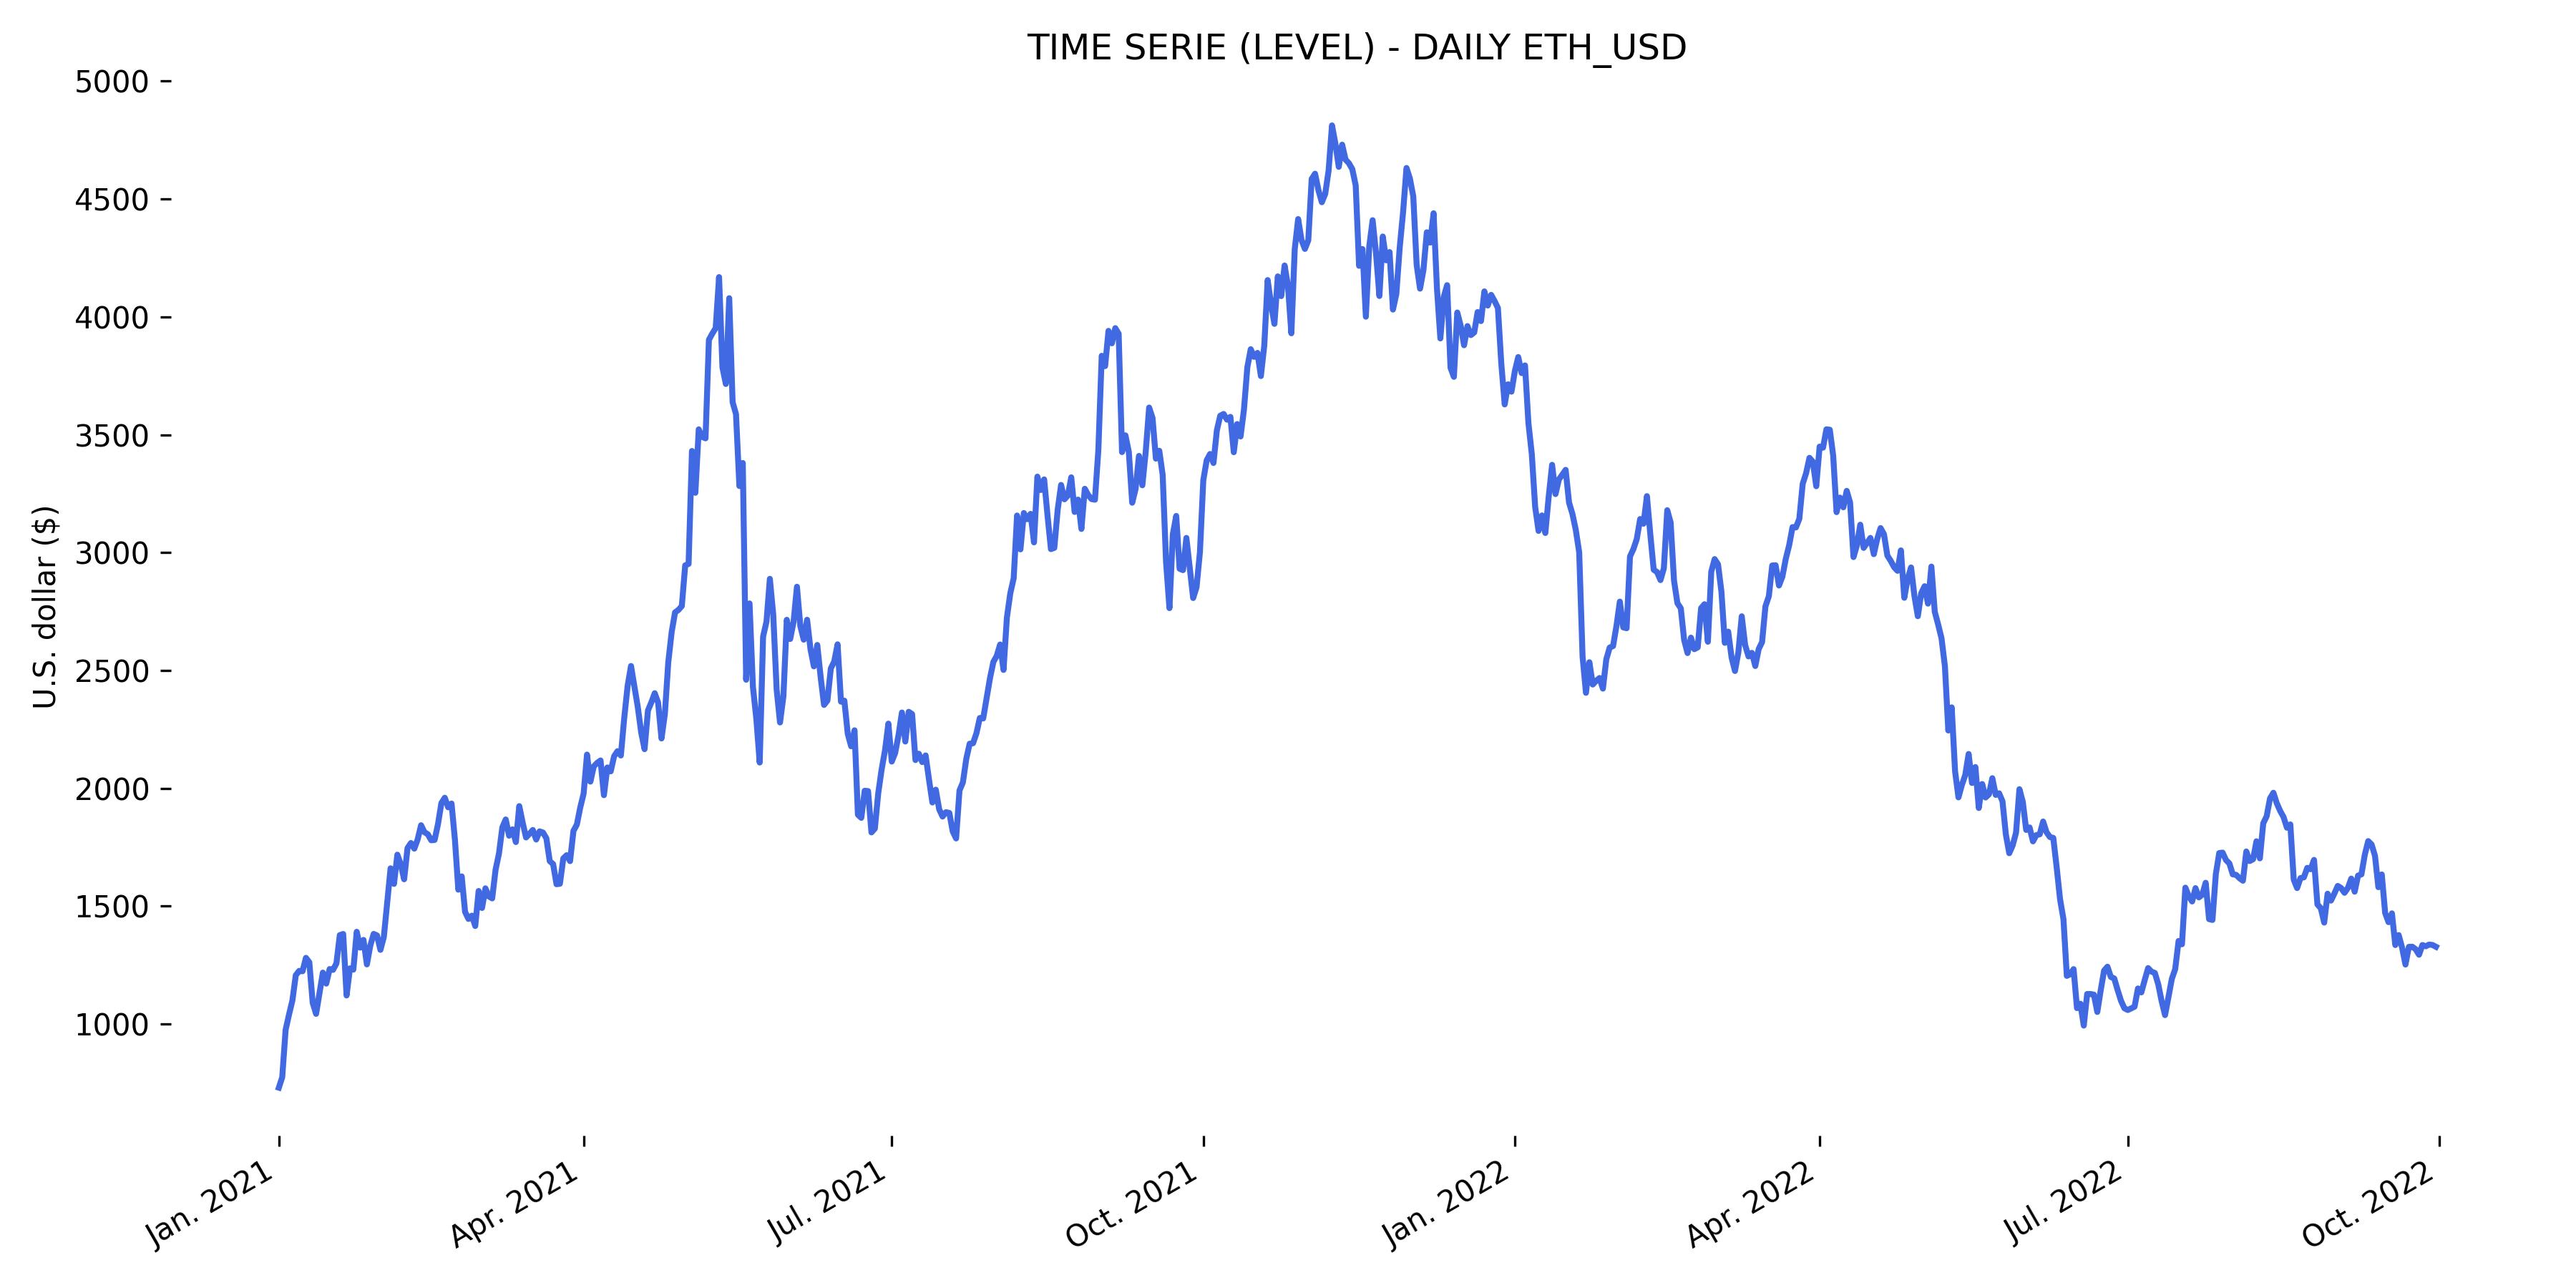 TIME SERIE (LEVEL) - DAILY ETH_USD
5000
4500
4000
3500
3000
2500
2000
1500
1000
U.S. dollar ($)
Jan. 2021
Apr. 2021
Jul. 2021
Oct. 2021
Jan. 2022
Apr. 2022
Jul. 2022
Oct. 2022